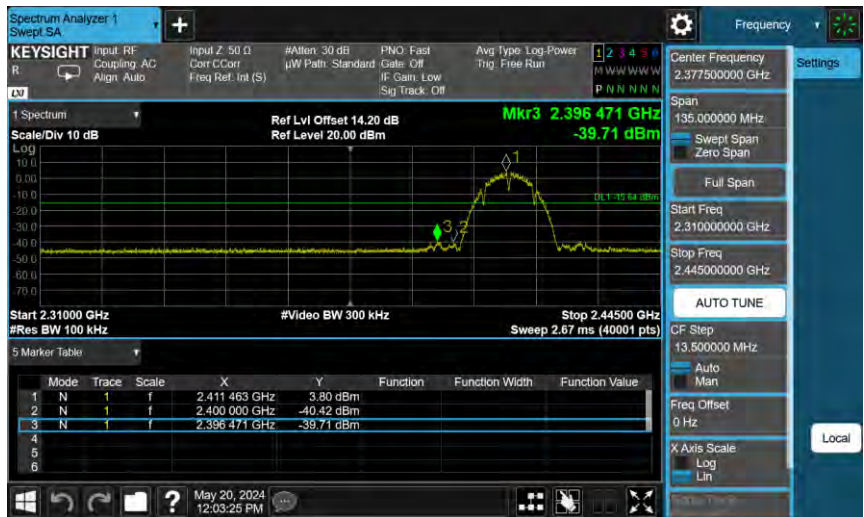 Spectrum Analyzer 1
Swept SA
Frequency
KEYSIGHT
R
LXI
Input: RF
Coupling: AC
Align: Auto
Input Z: 50 Ω
Corr CCorr
Freq Ref: Int (S)
#Atten: 30 dB
µW Path: Standard
PNO: Fast
Gate: Off
IF Gain: Low
Sig Track: Off
Avg Type: Log-Power
Trig: Free Run
1 2 3 4 5 6
M W W W W W
P N N N N N
1 Spectrum
Scale/Div 10 dB
Ref Lvl Offset 14.20 dB
Ref Level 20.00 dBm
Mkr3 2.396 471 GHz
-39.71 dBm
Log
10.0
0.00
-10.0
-20.0
-30.0
-40.0
-50.0
-60.0
-70.0
1
2
3
DL1 -15.64 dBm
Start 2.31000 GHz
#Res BW 100 kHz
#Video BW 300 kHz
Stop 2.44500 GHz
Sweep 2.67 ms (40001 pts)
5 Marker Table
Mode Trace Scale X Y Function Function Width Function Value
1 N 1 f 2.411 463 GHz 3.80 dBm
2 N 1 f 2.400 000 GHz -40.42 dBm
3 N 1 f 2.396 471 GHz -39.71 dBm
4
5
6
May 20, 2024
12:03:25 PM
?
Center Frequency
2.377500000 GHz
Settings
Span
135.000000 MHz
Swept Span
Zero Span
Full Span
Start Freq
2.310000000 GHz
Stop Freq
2.445000000 GHz
AUTO TUNE
CF Step
13.500000 MHz
Auto
Man
Freq Offset
0 Hz
X Axis Scale
Log
Lin
Local